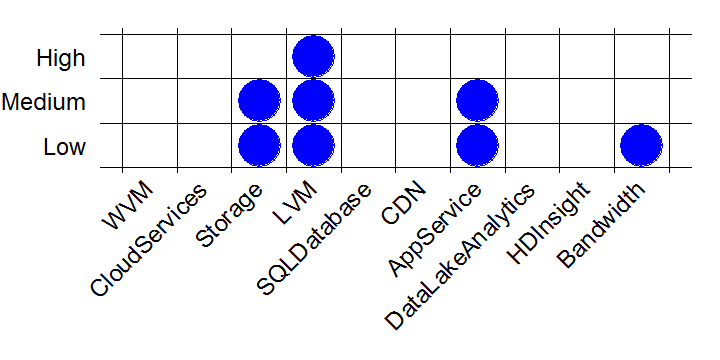 High
Medium
Low
WVM
CloudServices
Storage
LVM
SQLDatabase
CDN
AppService
DataLakeAnalytics
HDInsight
Bandwidth